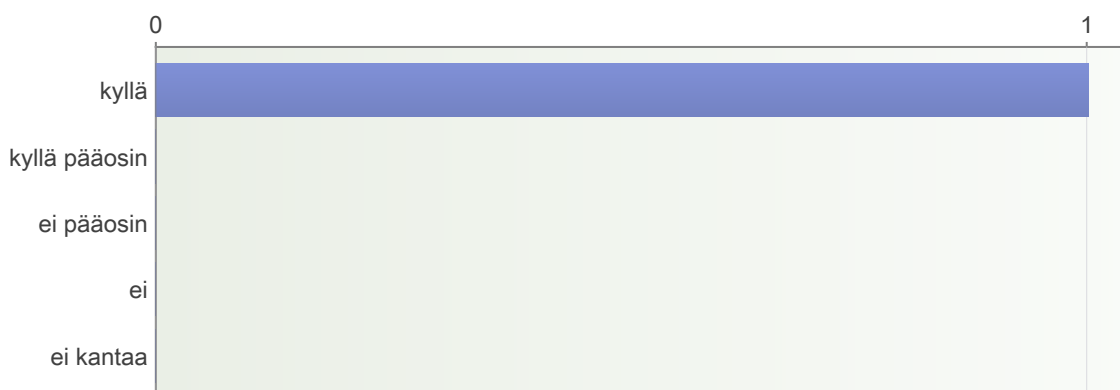 0 1
kyllä
kyllä pääosin
ei pääosin
ei
ei kantaa